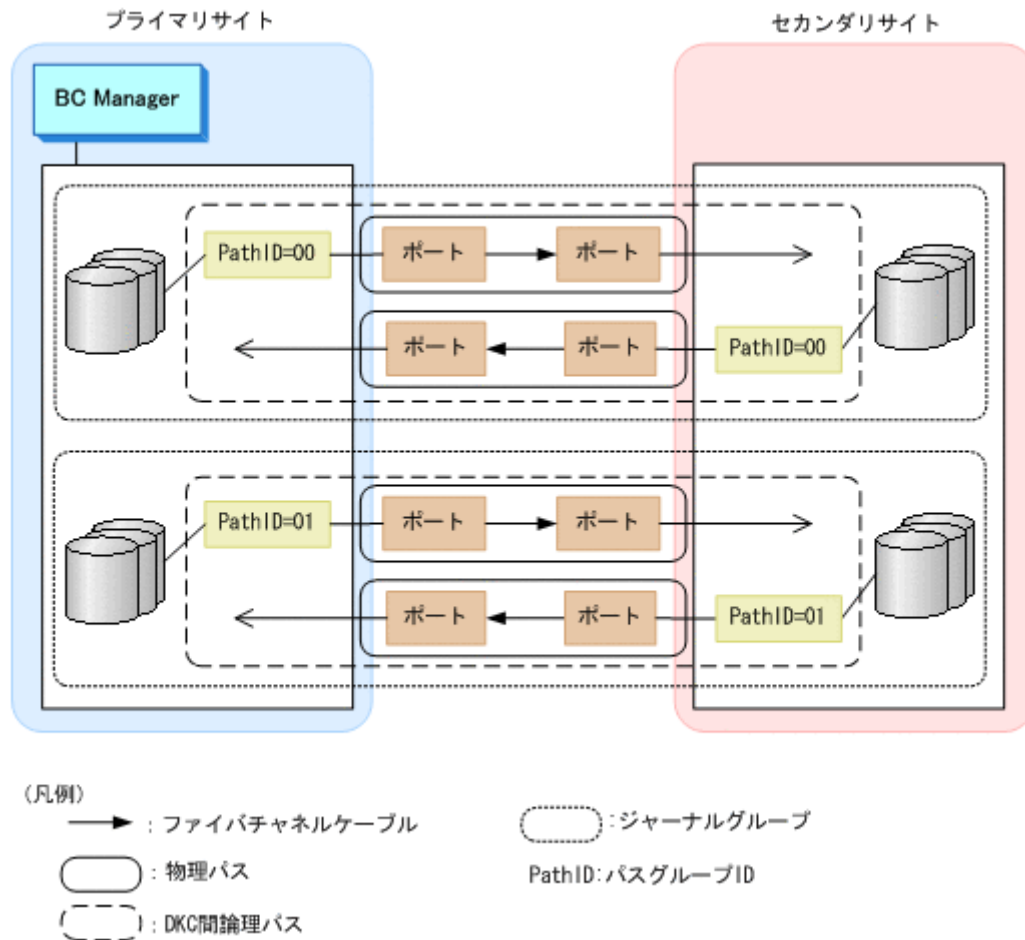 プライマリサイト
セカンダリサイト
BC Manager
PathID=00
ポート
ポート
ポート
ポート
PathID=00
PathID=01
ポート
ポート
ポート
ポート
PathID=01
(凡例)
：ファイバチャネルケーブル
：ジャーナルグループ
：物理パス
PathID：パスグループID
：DKC間論理パス